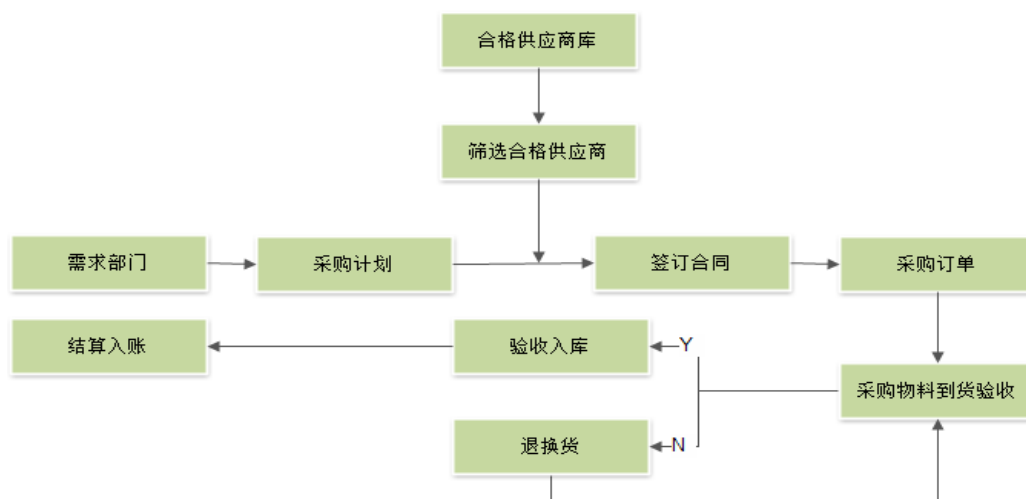 合格供应商库
筛选合格供应商
需求部门
采购计划
签订合同
采购订单
结算入账
验收入库
Y
采购物料到货验收
退换货
N